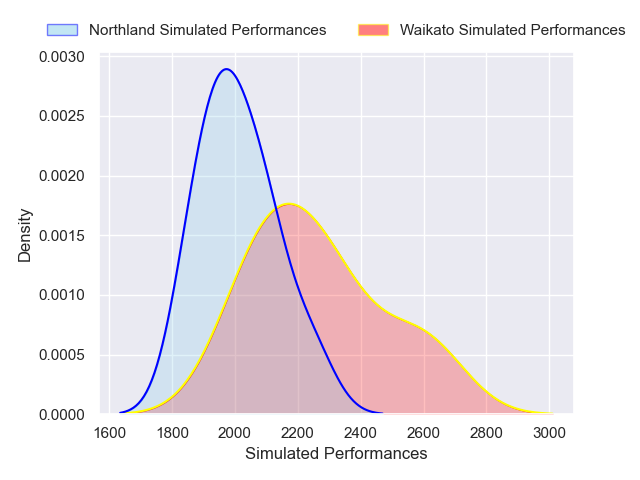 Northland Simulated Performances
Waikato Simulated Performances
0.0030
0.0025
0.0020
0.0015
0.0010
0.0005
0.0000
Density
1600 1800 2000 2200 2400 2600 2800 3000
Simulated Performances